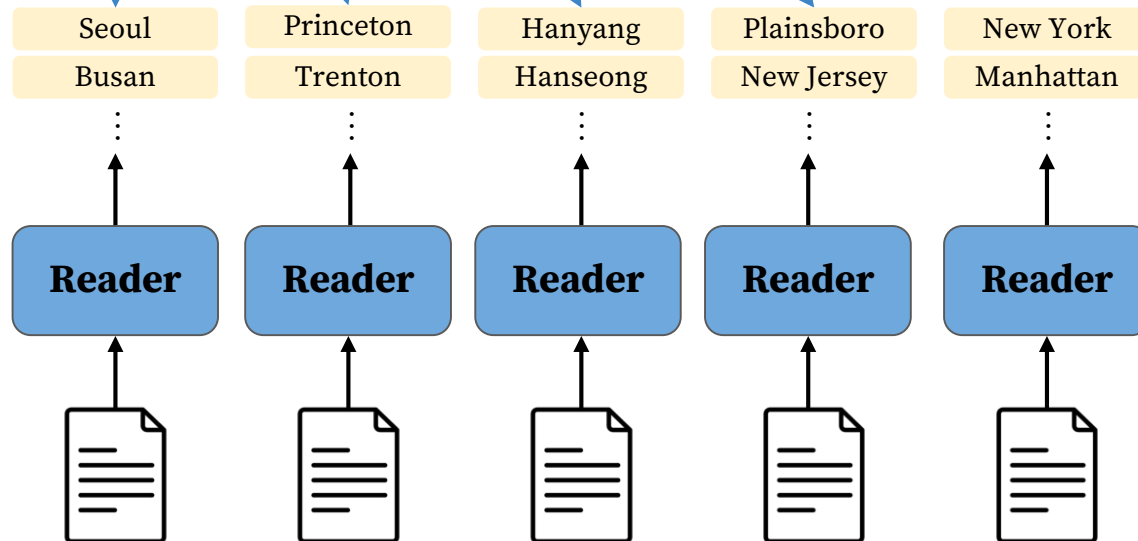 Seoul Princeton Hanyang Plainsboro New York
Busan Trenton Hanseong New Jersey Manhattan
Reader Reader Reader Reader Reader